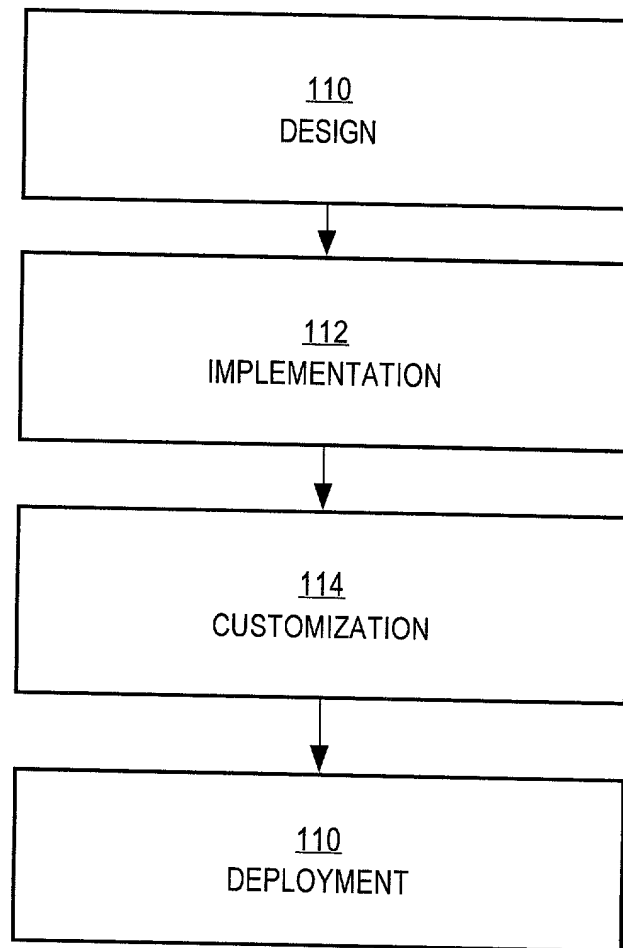 110
DESIGN
112
IMPLEMENTATION
114
CUSTOMIZATION
110
DEPLOYMENT